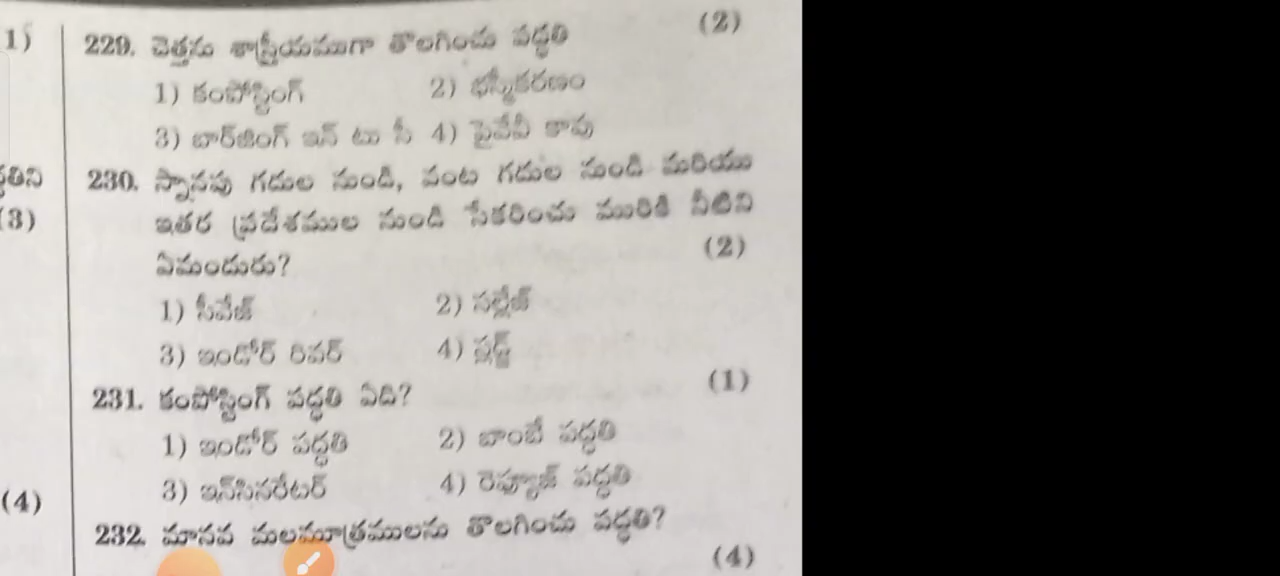 1)
229. చెత్తను శాస్త్రీయముగా తొలగించు పద్ధతి (2)
1) కంపోస్టింగ్ 2) భస్మీకరణం
3) బార్‌జింగ్ ఇన్ టు సీ 4) పైవేవీ కావు
230. స్నానపు గదుల నుండి, వంట గదుల నుండి మరియు
(3) ఇతర ప్రదేశముల నుండి సేకరించు మురికి నీటిని
ఏమందురు? (2)
1) సీవేజ్ 2) సల్లేజ్
3) ఇండోర్ రివర్ 4) స్లడ్జ్
231. కంపోస్టింగ్ పద్ధతి ఏది? (1)
1) ఇండోర్ పద్ధతి 2) బాంబే పద్ధతి
3) ఇన్‌సినరేటర్ 4) రెఫ్యూజ్ పద్ధతి
(4)
232. మానవ మలమూత్రములను తొలగించు పద్ధతి?
(4)